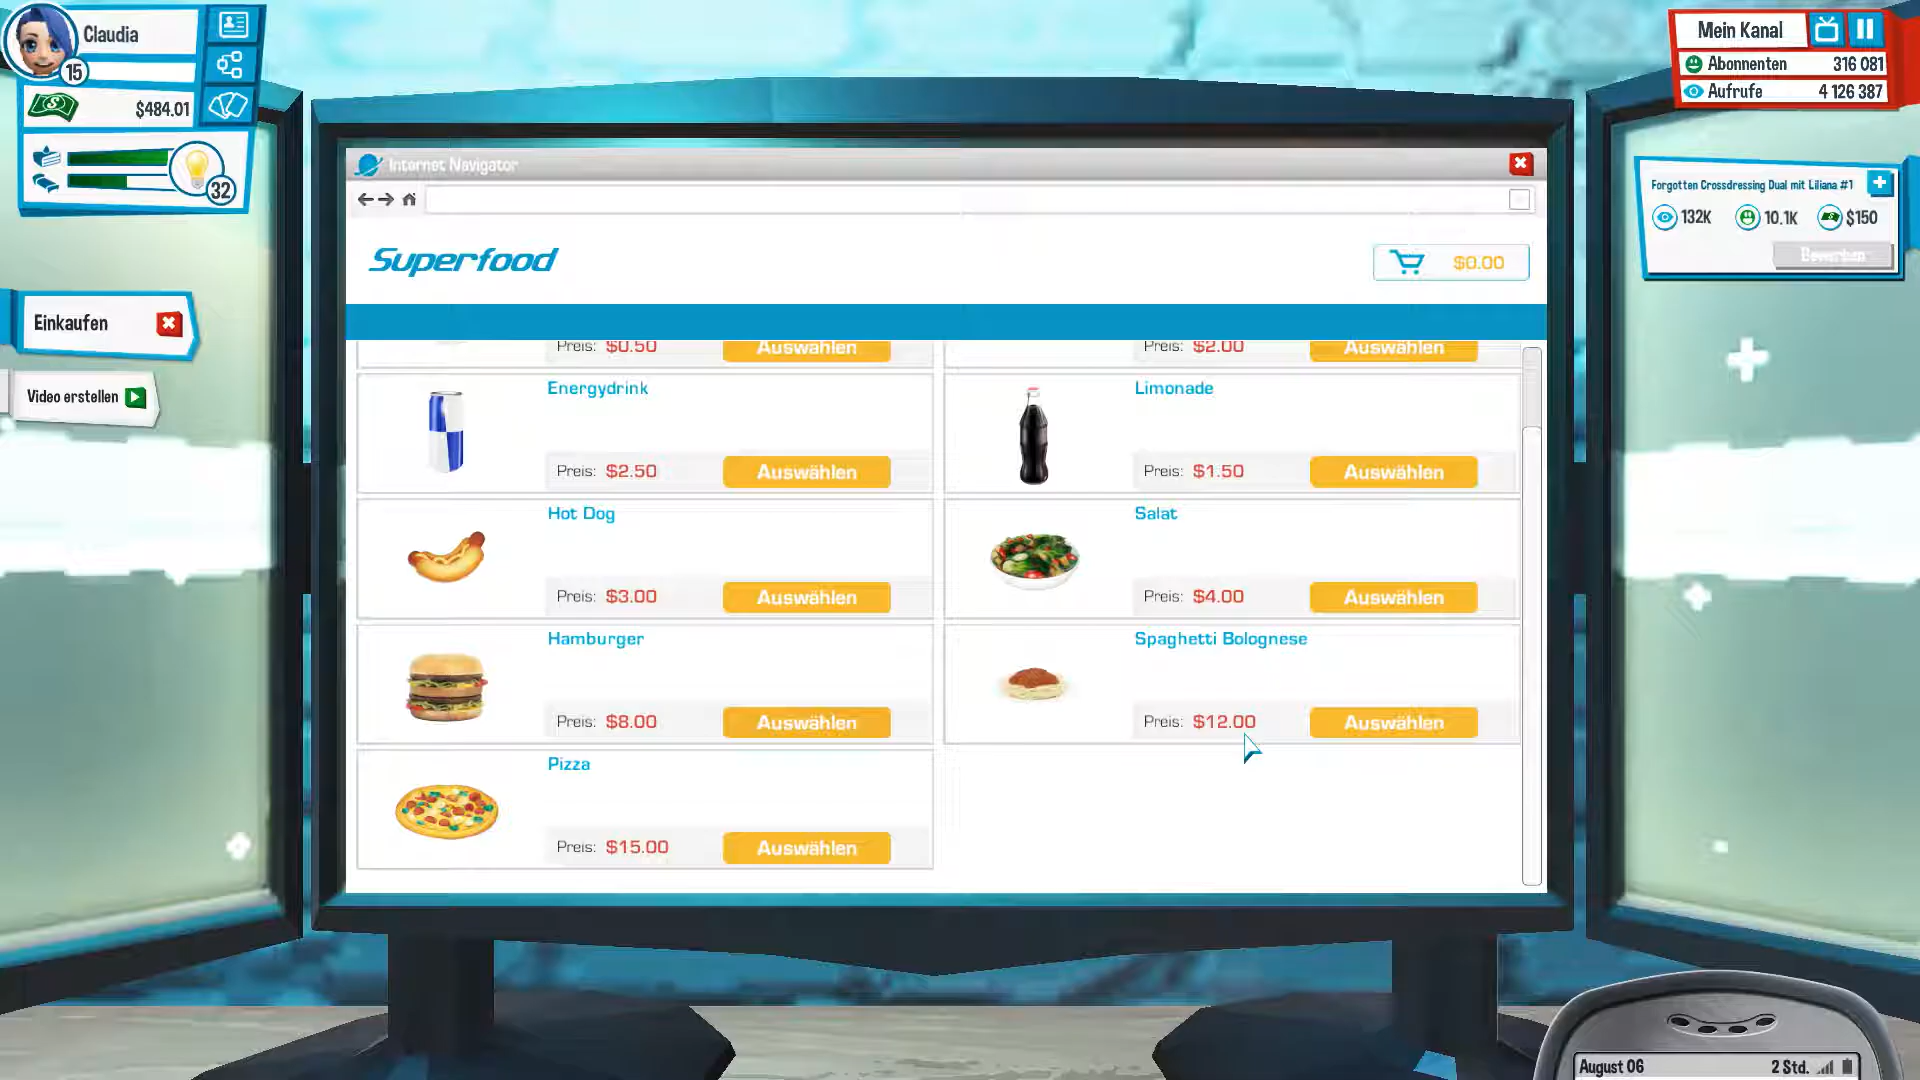 Claudia
15
$484.01
32
Einkaufen
Video erstellen
Internet Navigator
Superfood
$0.00
Preis: $0.50 Auswählen
Preis: $2.00 Auswählen
Energydrink
Preis: $2.50 Auswählen
Limonade
Preis: $1.50 Auswählen
Hot Dog
Preis: $3.00 Auswählen
Salat
Preis: $4.00 Auswählen
Hamburger
Preis: $8.00 Auswählen
Spaghetti Bolognese
Preis: $12.00 Auswählen
Pizza
Preis: $15.00 Auswählen
Mein Kanal
Abonnenten 316 081
Aufrufe 4 126 387
Forgotten Crossdressing Dual mit Liliana #1
132K 10.1K $150
Bewerben
August 06 2 Std.